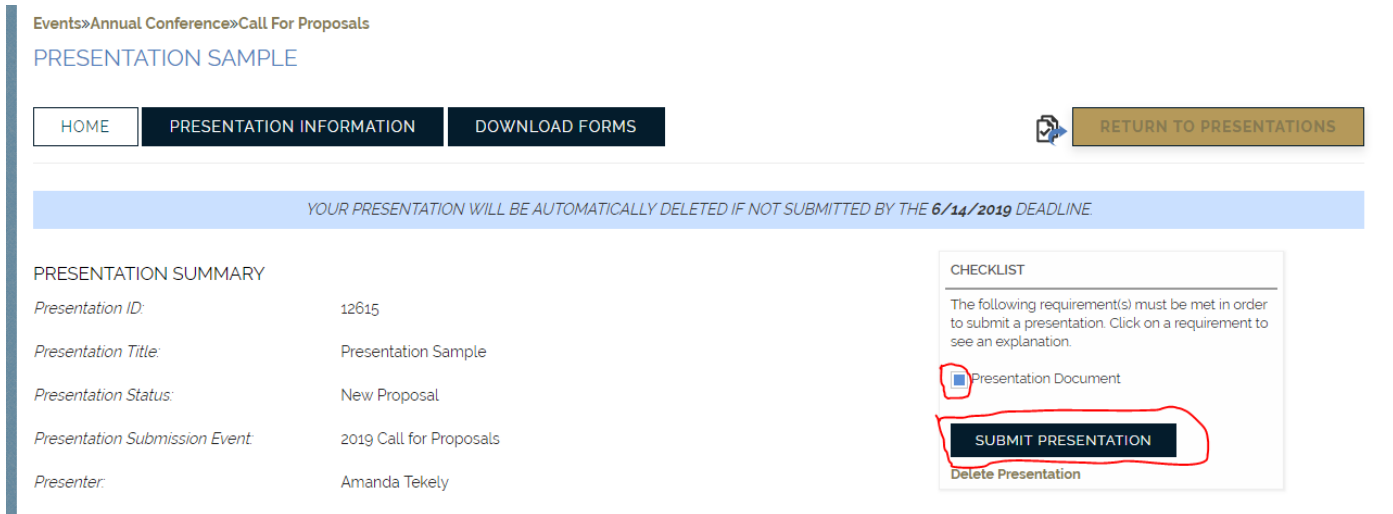 Events»Annual Conference»Call For Proposals
PRESENTATION SAMPLE
HOME
PRESENTATION INFORMATION
DOWNLOAD FORMS
RETURN TO PRESENTATIONS
YOUR PRESENTATION WILL BE AUTOMATICALLY DELETED IF NOT SUBMITTED BY THE 6/14/2019 DEADLINE.
PRESENTATION SUMMARY
Presentation ID: 12615
Presentation Title: Presentation Sample
Presentation Status: New Proposal
Presentation Submission Event: 2019 Call for Proposals
Presenter: Amanda Tekely
CHECKLIST
The following requirement(s) must be met in order
to submit a presentation. Click on a requirement to
see an explanation.
Presentation Document
SUBMIT PRESENTATION
Delete Presentation